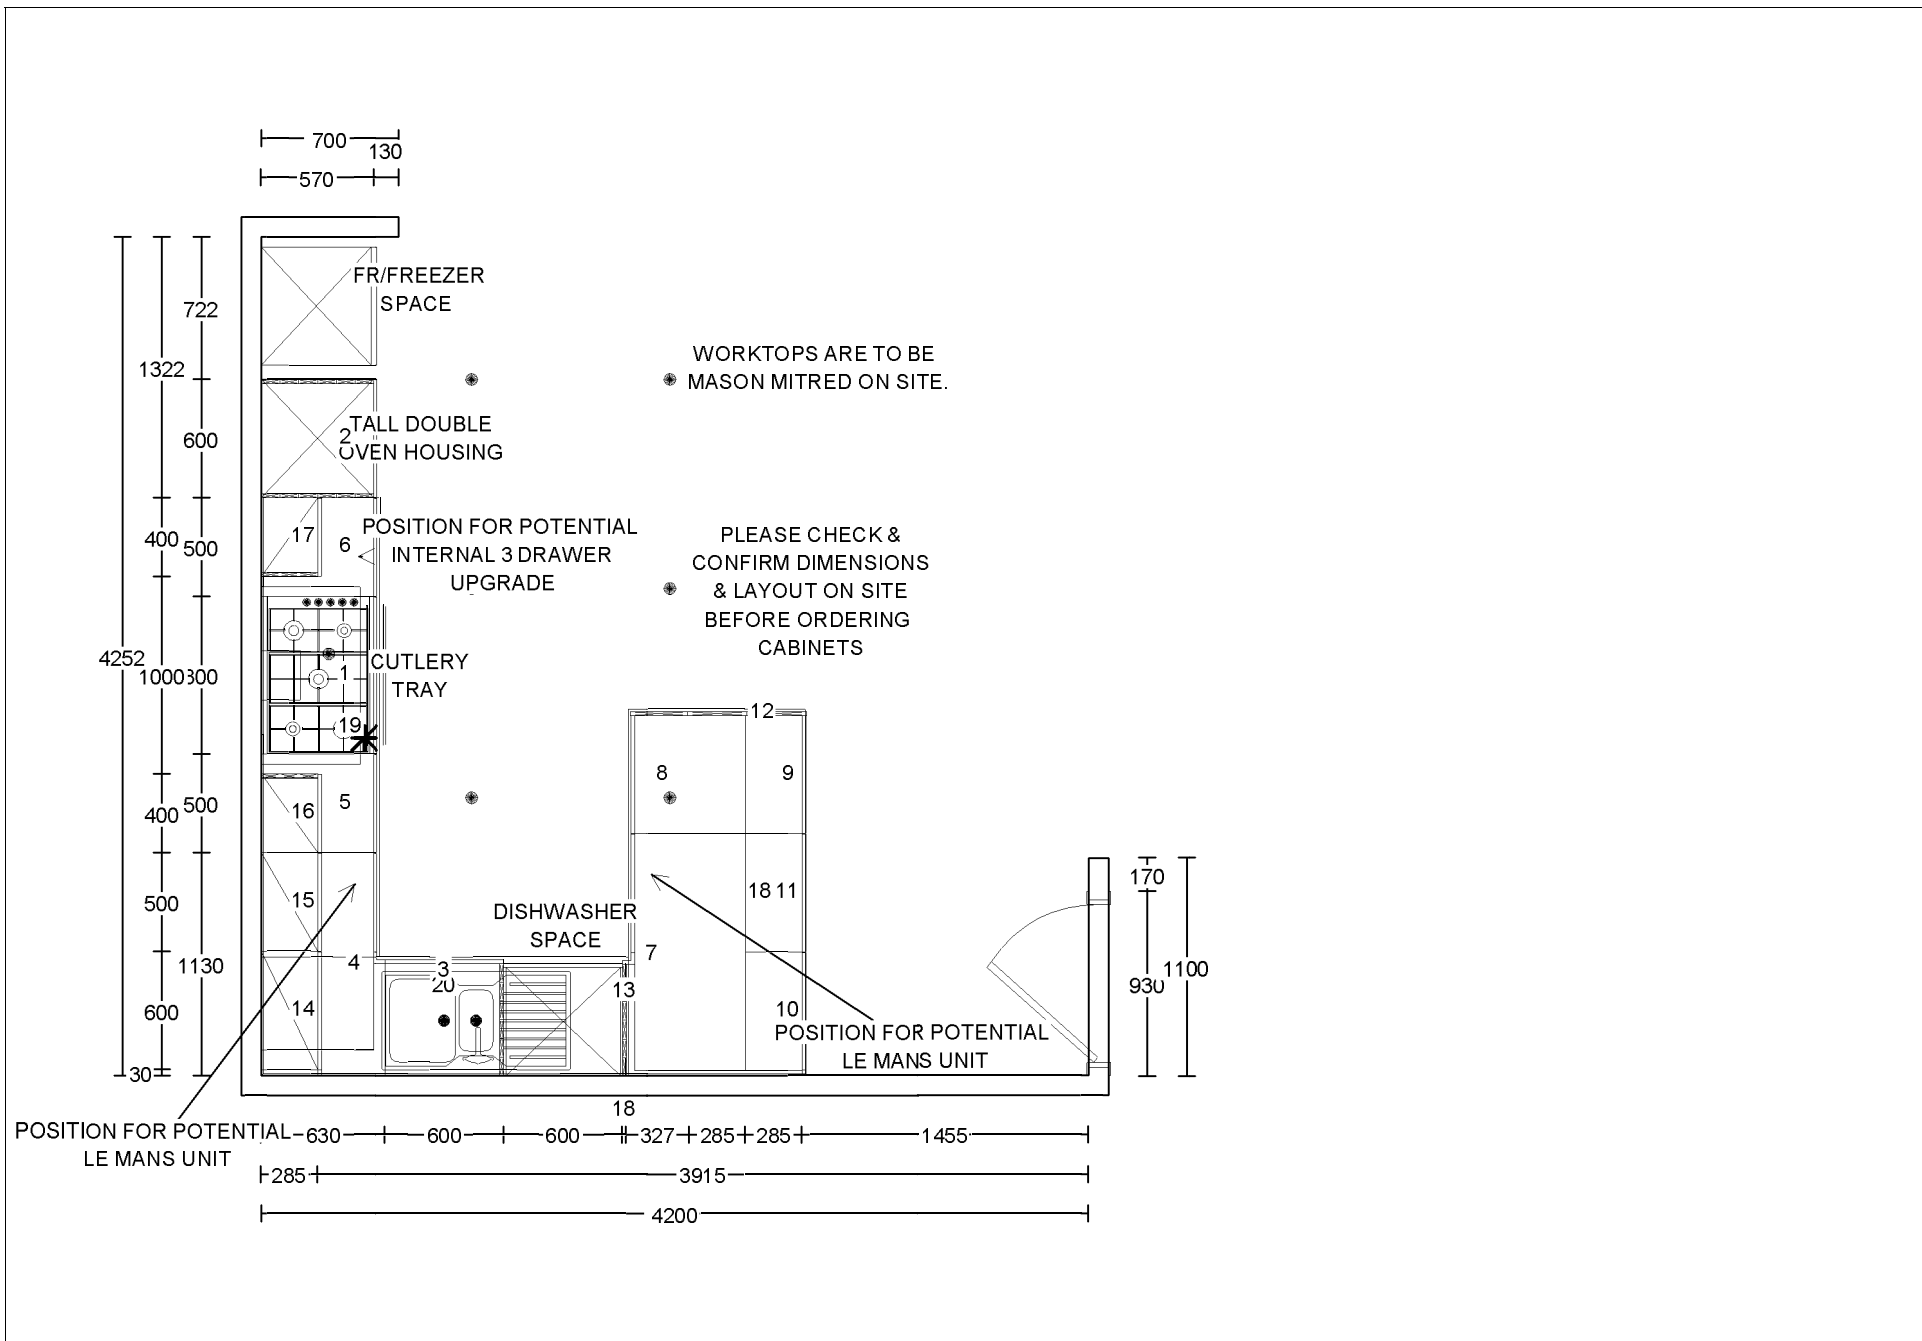 700
130
570
FR/FREEZER
SPACE
722
1322
WORKTOPS ARE TO BE
MASON MITRED ON SITE.
600
2
TALL DOUBLE
OVEN HOUSING
17
6
400
500
POSITION FOR POTENTIAL
INTERNAL 3 DRAWER
UPGRADE
PLEASE CHECK &
CONFIRM DIMENSIONS
& LAYOUT ON SITE
BEFORE ORDERING
CABINETS
4252
1000
1
CUTLERY
TRAY
19
12
8
9
16
5
400
500
15
18 11
500
170
DISHWASHER
SPACE
7
4
3
20
13
14
10
1130
600
930
1100
POSITION FOR POTENTIAL
LE MANS UNIT
30
18
POSITION FOR POTENTIAL
LE MANS UNIT
630
600
600
327
285
285
1455
285
3915
4200